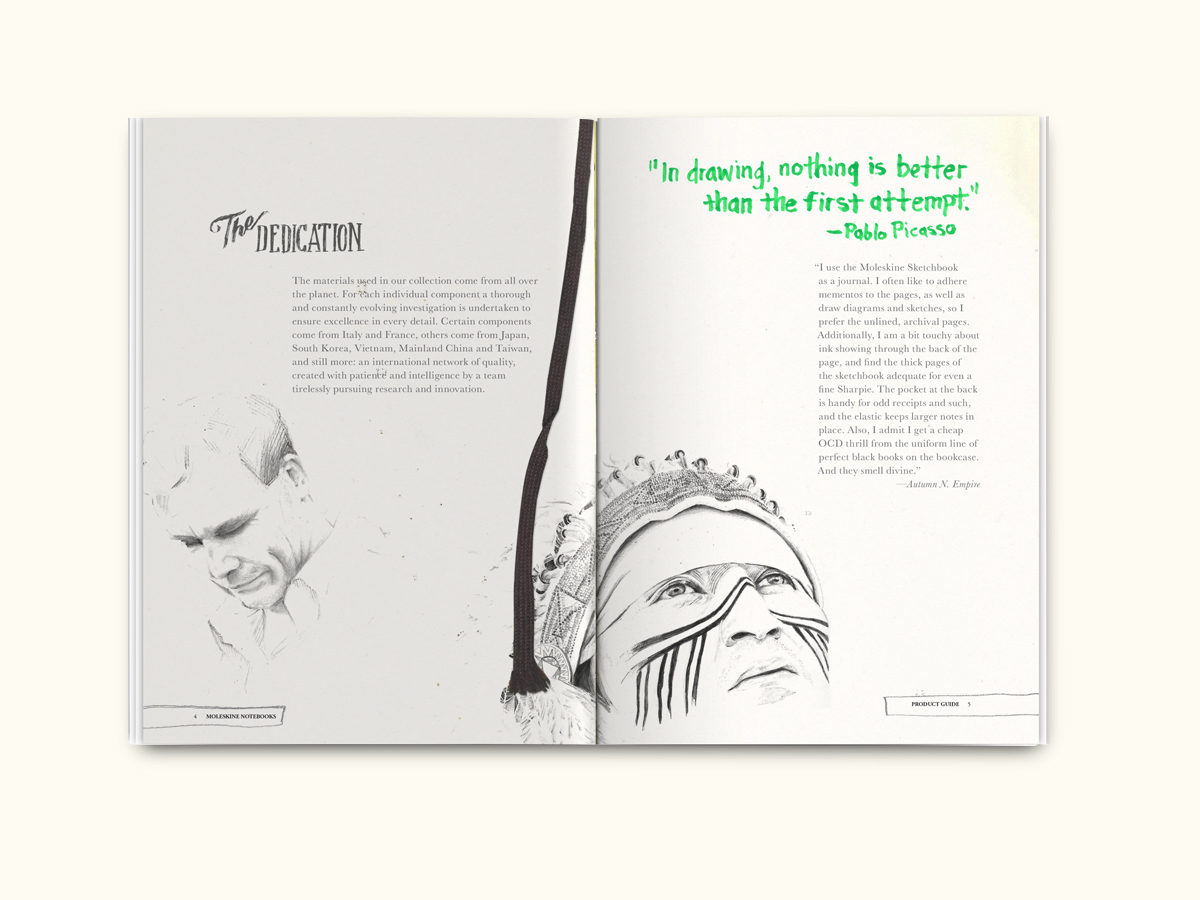 The DEDICATION
The materials used in our collection come from all over
the planet. For each individual component a thorough
and constantly evolving investigation is undertaken to
ensure excellence in every detail. Certain components
come from Italy and France, others come from Japan,
South Korea, Vietnam, Mainland China and Taiwan,
and still more: an international network of quality,
created with patience and intelligence by a team
tirelessly pursuing research and innovation.
4 MOLESKINE NOTEBOOKS
"In drawing, nothing is better
than the first attempt."
—Pablo Picasso
“I use the Moleskine Sketchbook
as a journal. I often like to adhere
mementos to the pages, as well as
draw diagrams and sketches, so I
prefer the unlined, archival pages.
Additionally, I am a bit touchy about
ink showing through the back of the
page, and find the thick pages of
the sketchbook adequate for even a
fine Sharpie. The pocket at the back
is handy for odd receipts and such,
and the elastic keeps larger notes in
place. Also, I admit I get a cheap
OCD thrill from the uniform line of
perfect black books on the bookcase.
And they smell divine.”
—Autumn N. Empire
PRODUCT GUIDE 5